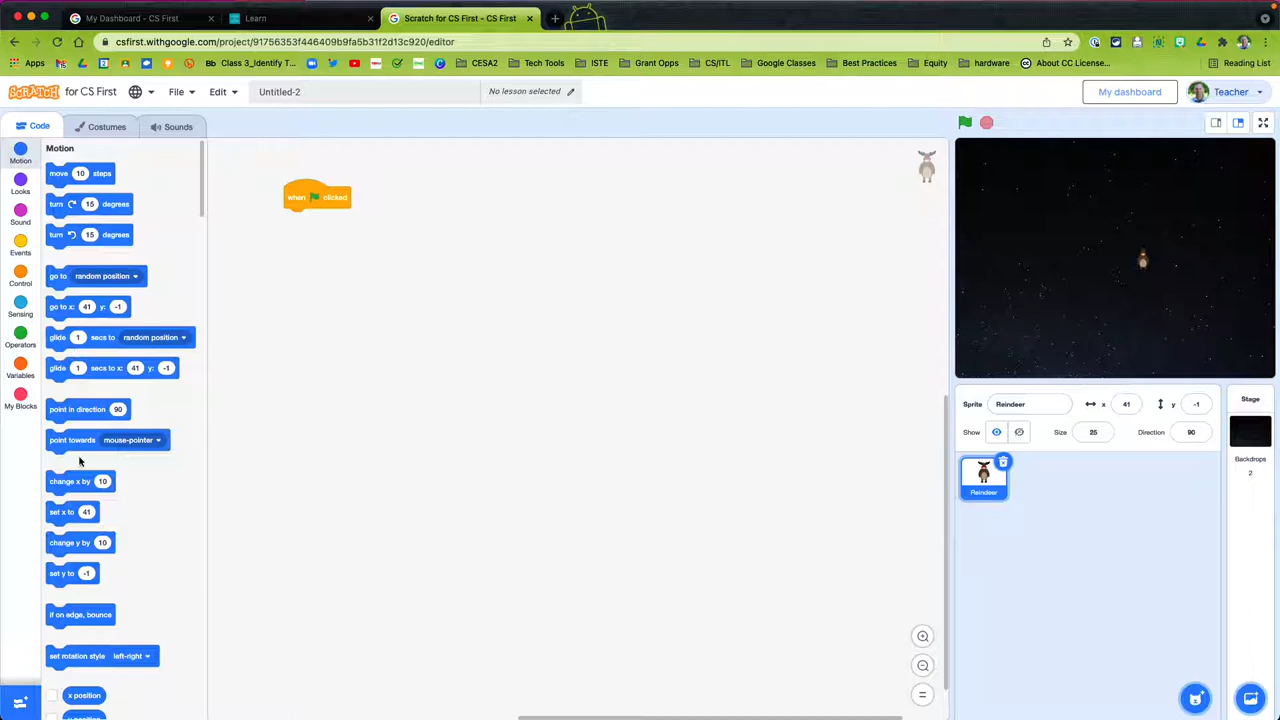 My Dashboard - CS First
Learn
Scratch for CS First - CS First
csfirst.withgoogle.com/project/91756353f446409b9fa5b31f2d13c920/editor
Apps
Bb Class 3_Identify T...
CESA2
Tech Tools
ISTE
Grant Opps
CS/ITL
Google Classes
Best Practices
Equity
hardware
About CC License...
Reading List
SCRATCH for CS First
File
Edit
Untitled-2
No lesson selected
My dashboard
Teacher
Code
Costumes
Sounds
Motion
Looks
Sound
Events
Control
Sensing
Operators
Variables
My Blocks
Motion
move 10 steps
turn 15 degrees
turn 15 degrees
go to random position
go to x: 41 y: -1
glide 1 secs to random position
glide 1 secs to x: 41 y: -1
point in direction 90
point towards mouse-pointer
change x by 10
set x to 41
change y by 10
set y to -1
if on edge, bounce
set rotation style left-right
x position
when clicked
Sprite Reindeer x 41 y -1
Show Size 25 Direction 90
Reindeer
Stage
Backdrops
2